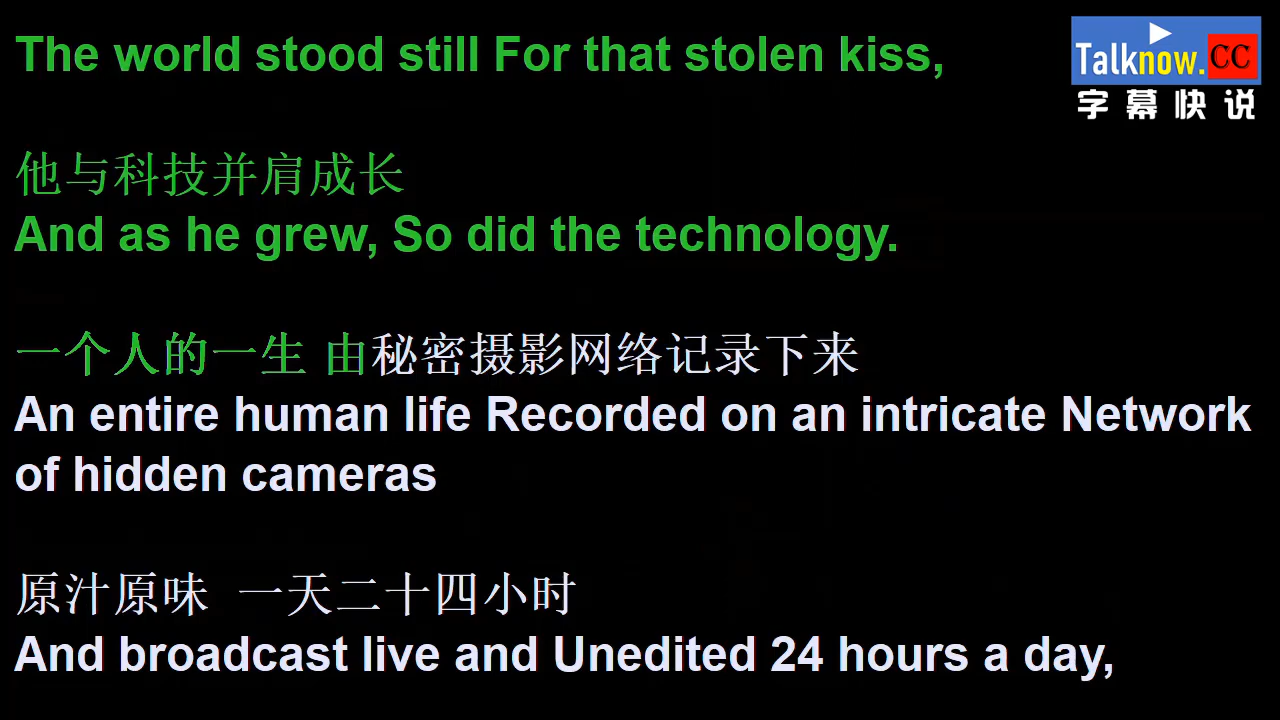 The world stood still For that stolen kiss,
Talknow.CC
字幕快说
他与科技并肩成长
And as he grew, So did the technology.
一个人的一生 由秘密摄影网络记录下来
An entire human life Recorded on an intricate Network
of hidden cameras
原汁原味 一天二十四小时
And broadcast live and Unedited 24 hours a day,